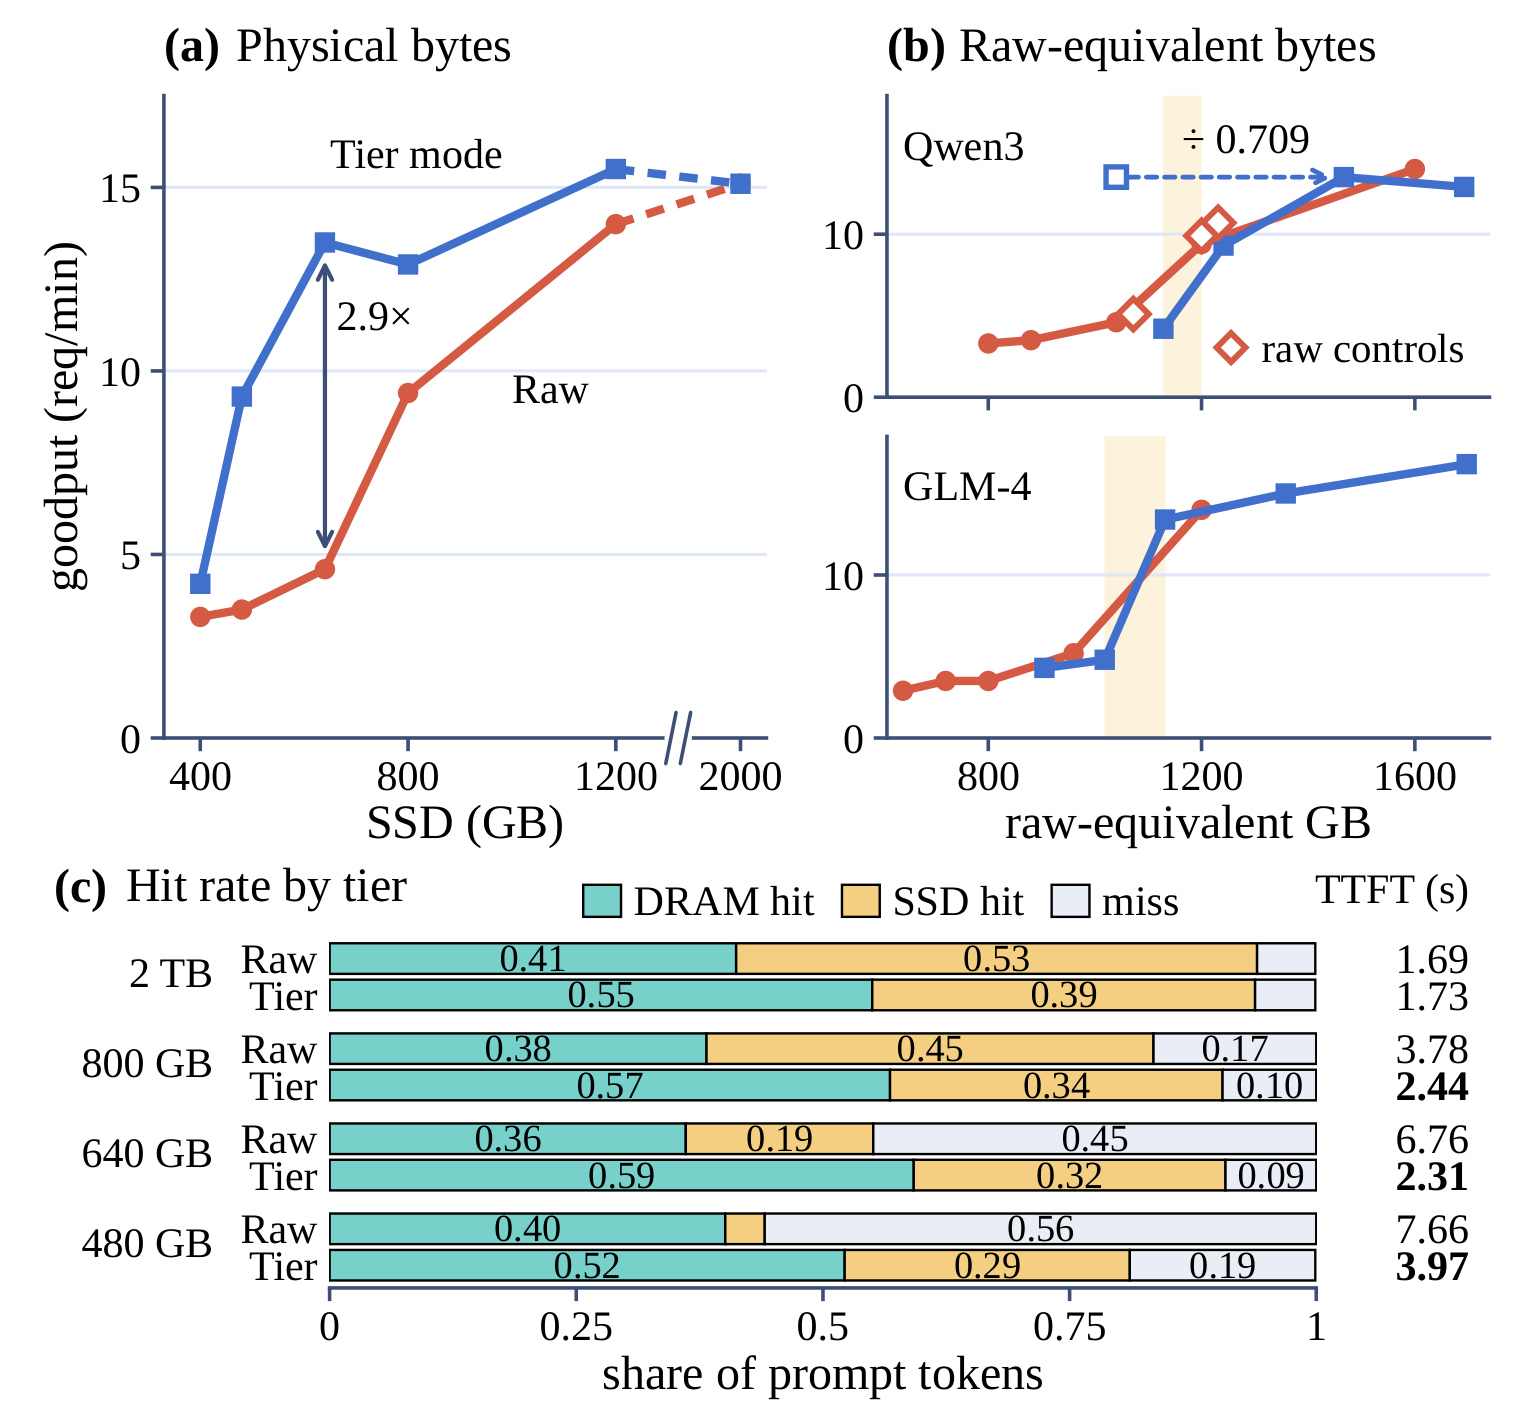 (a) Physical bytes
(b) Raw-equivalent bytes
goodput (req/min)
15
10
5
0
Tier mode
2.9×
Raw
400 800 1200 2000
SSD (GB)
Qwen3
÷ 0.709
10
raw controls
0
GLM-4
10
0
800 1200 1600
raw-equivalent GB
(c) Hit rate by tier
DRAM hit SSD hit miss
TTFT (s)
2 TB
Raw 0.41 0.53 1.69
Tier 0.55 0.39 1.73
800 GB
Raw 0.38 0.45 0.17 3.78
Tier 0.57 0.34 0.10 2.44
640 GB
Raw 0.36 0.19 0.45 6.76
Tier 0.59 0.32 0.09 2.31
480 GB
Raw 0.40 0.56 7.66
Tier 0.52 0.29 0.19 3.97
0 0.25 0.5 0.75 1
share of prompt tokens